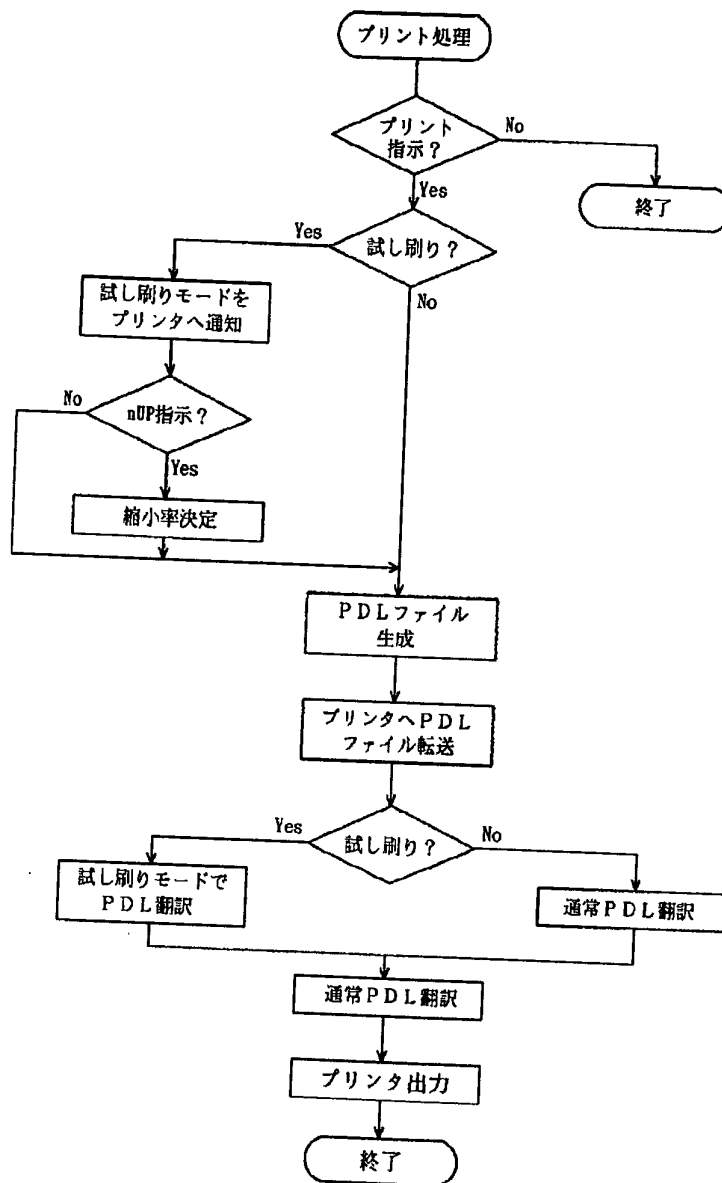 プリント処理
プリント
指示？
No
Yes
終了
Yes
試し刷り？
No
試し刷りモードを
プリンタへ通知
No
nUP指示？
Yes
縮小率決定
PDLファイル
生成
プリンタへPDL
ファイル転送
Yes
試し刷り？
No
試し刷りモードで
PDL翻訳
通常PDL翻訳
通常PDL翻訳
プリンタ出力
終了